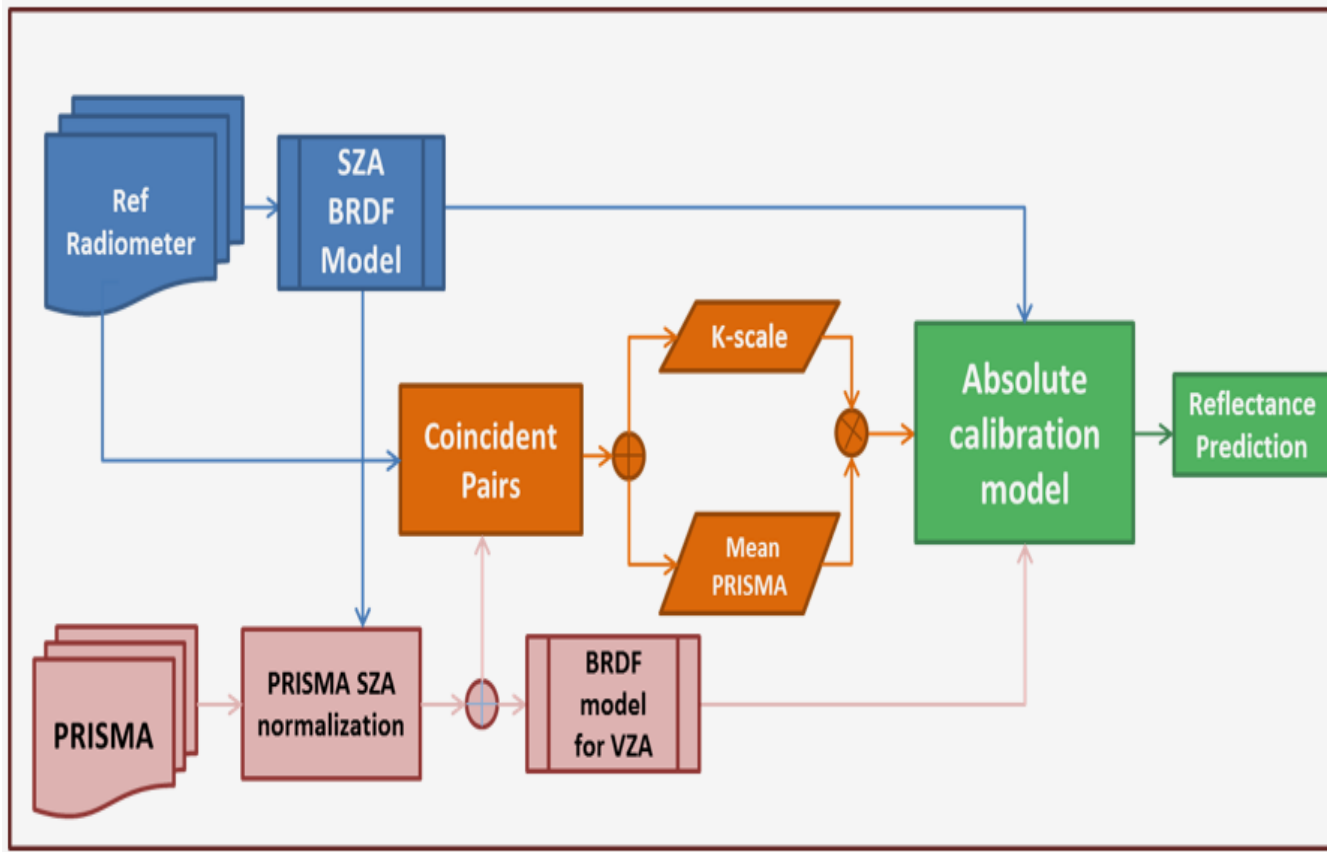 Ref
Radiometer
SZA
BRDF
Model
K-scale
Coincident
Pairs
Mean
PRISMA
Absolute
calibration
model
Reflectance
Prediction
PRISMA
PRISMA SZA
normalization
BRDF
model
for VZA